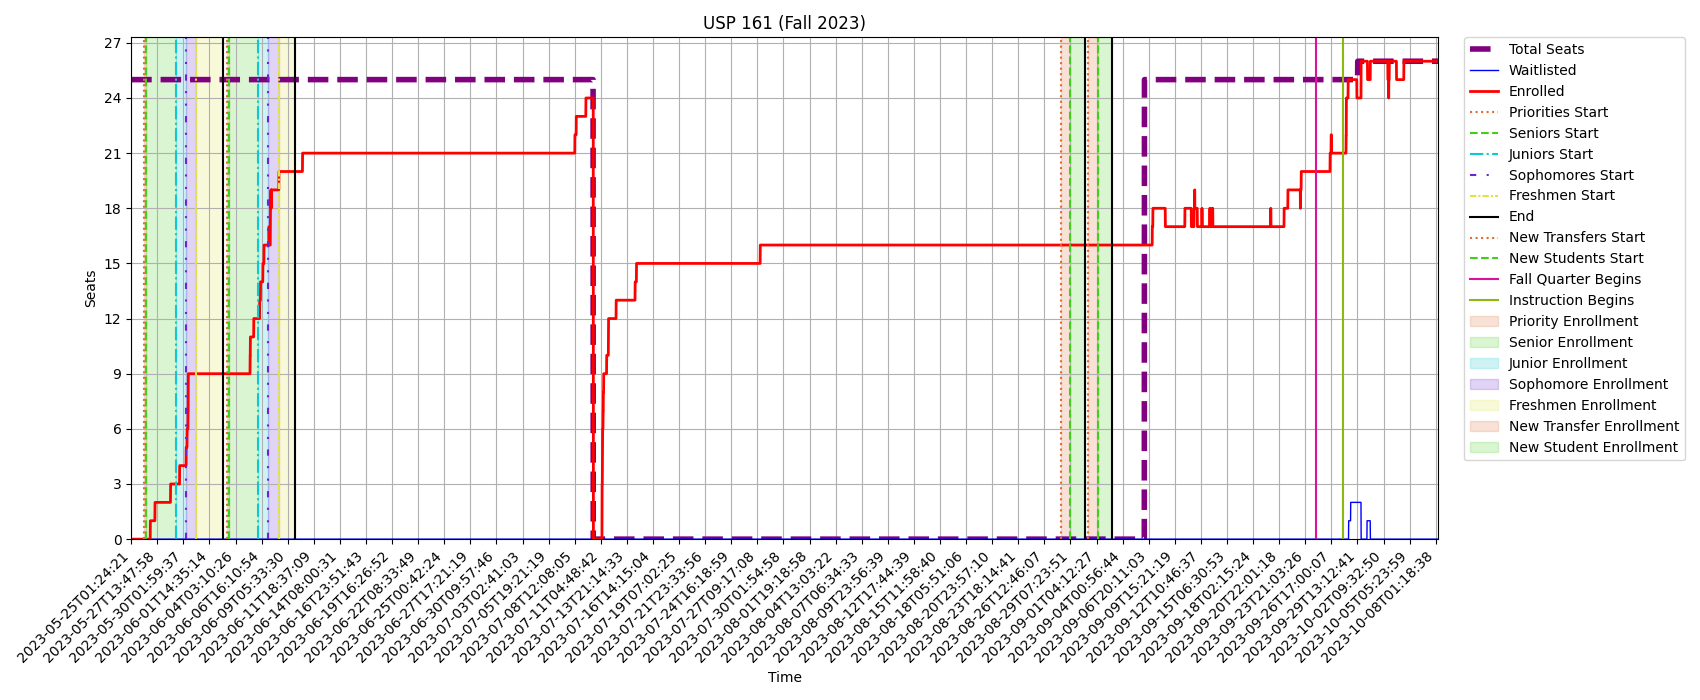 USP 161 (Fall 2023)
27
24
21
18
15
12
9
6
3
0
Seats
2023-05-25T01:24:21
2023-05-27T13:47:58
2023-05-30T01:59:37
2023-06-01T14:35:14
2023-06-04T03:10:26
2023-06-06T16:10:54
2023-06-09T05:33:30
2023-06-11T18:37:09
2023-06-14T08:00:31
2023-06-16T23:51:43
2023-06-19T16:26:52
2023-06-22T08:33:49
2023-06-25T00:42:24
2023-06-27T17:21:19
2023-06-30T09:57:46
2023-07-03T02:41:03
2023-07-05T19:21:19
2023-07-08T12:08:05
2023-07-11T04:48:42
2023-07-13T21:14:33
2023-07-16T14:15:04
2023-07-19T07:02:25
2023-07-21T23:33:56
2023-07-24T16:18:59
2023-07-27T09:17:08
2023-07-30T01:54:58
2023-08-01T19:18:58
2023-08-04T13:03:22
2023-08-07T06:34:33
2023-08-09T23:56:39
2023-08-12T17:44:39
2023-08-15T11:58:40
2023-08-18T05:51:06
2023-08-20T23:57:10
2023-08-23T18:14:41
2023-08-26T12:46:07
2023-08-29T07:23:51
2023-09-01T04:12:27
2023-09-04T00:56:44
2023-09-06T20:11:03
2023-09-09T15:21:19
2023-09-12T10:46:37
2023-09-15T06:30:53
2023-09-18T02:15:24
2023-09-20T22:01:18
2023-09-23T21:03:26
2023-09-26T17:00:07
2023-09-29T13:12:41
2023-10-02T09:32:50
2023-10-05T05:23:59
2023-10-08T01:18:38
Time
Total Seats
Waitlisted
Enrolled
Priorities Start
Seniors Start
Juniors Start
Sophomores Start
Freshmen Start
End
New Transfers Start
New Students Start
Fall Quarter Begins
Instruction Begins
Priority Enrollment
Senior Enrollment
Junior Enrollment
Sophomore Enrollment
Freshmen Enrollment
New Transfer Enrollment
New Student Enrollment